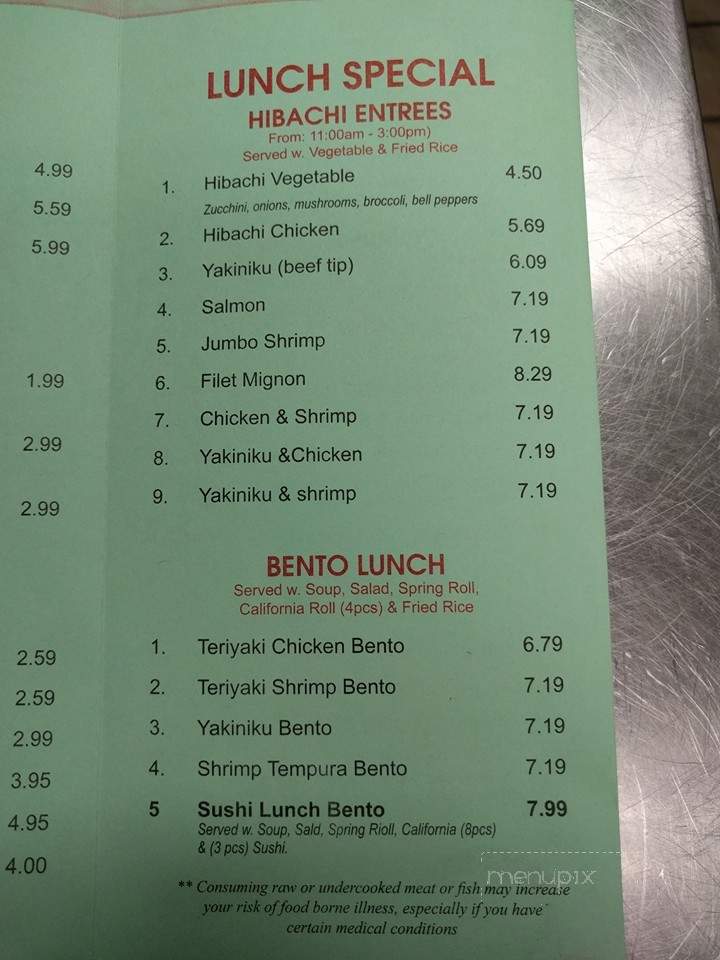 4.99
5.59
5.99
1.99
2.99
2.99
2.59
2.59
2.99
3.95
4.95
4.00
LUNCH SPECIAL
HIBACHI ENTREES
From: 11:00am - 3:00pm)
Served w. Vegetable & Fried Rice
1. Hibachi Vegetable 4.50
Zucchini, onions, mushrooms, broccoli, bell peppers
2. Hibachi Chicken 5.69
3. Yakiniku (beef tip) 6.09
4. Salmon 7.19
5. Jumbo Shrimp 7.19
6. Filet Mignon 8.29
7. Chicken & Shrimp 7.19
8. Yakiniku &Chicken 7.19
9. Yakiniku & shrimp 7.19
BENTO LUNCH
Served w. Soup, Salad, Spring Roll,
California Roll (4pcs) & Fried Rice
1. Teriyaki Chicken Bento 6.79
2. Teriyaki Shrimp Bento 7.19
3. Yakiniku Bento 7.19
4. Shrimp Tempura Bento 7.19
5 Sushi Lunch Bento 7.99
Served w. Soup, Sald, Spring Rioll, California (8pcs)
& (3 pcs) Sushi.
menupix
** Consuming raw or undercooked meat or fish may increase
your risk of food borne illness, especially if you have
certain medical conditions